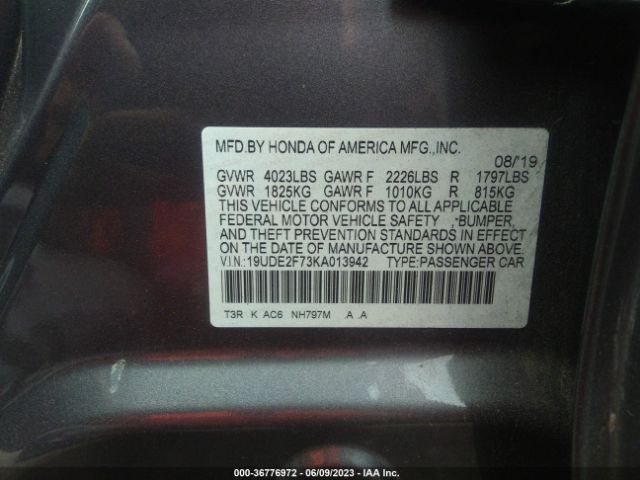 MFD.BY HONDA OF AMERICA MFG.,INC.
08/'19
GVWR 4023LBS GAWR F 2226LBS R 1797LBS
GVWR 1825KG GAWR F 1010KG R 815KG
THIS VEHICLE CONFORMS TO ALL APPLICABLE
FEDERAL MOTOR VEHICLE SAFETY ,-BUMPER,
AND THEFT PREVENTION STANDARDS IN EFFECT
ON THE DATE OF MANUFACTURE SHOWN ABOVE.
V.I.N.:19UDE2F73KA013942 TYPE:PASSENGER CAR
T3R K AC6 NH797M .A .A
000-36776972 / 06/09/2023 / IAA Inc.